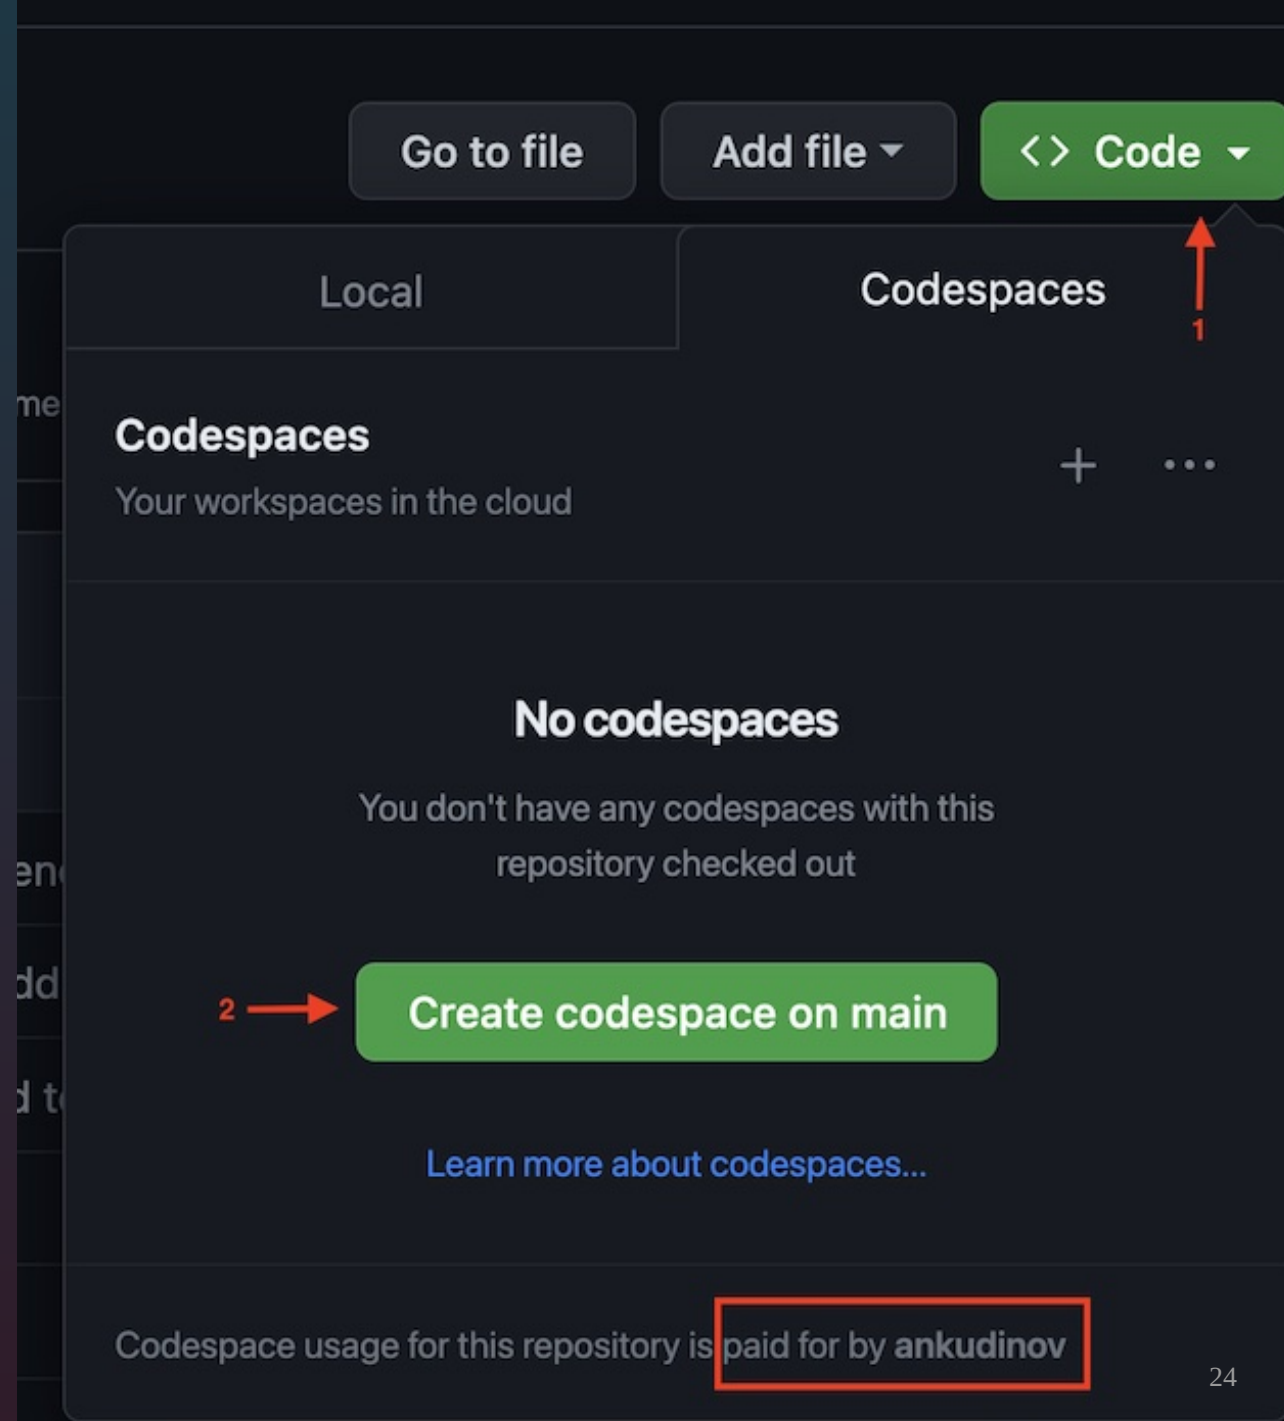 Go to file
Add file
<> Code
Local
Codespaces
1
me
Codespaces
Your workspaces in the cloud
No codespaces
You don't have any codespaces with this
repository checked out
dd
2
Create codespace on main
Learn more about codespaces...
Codespace usage for this repository is paid for by ankudinov
24